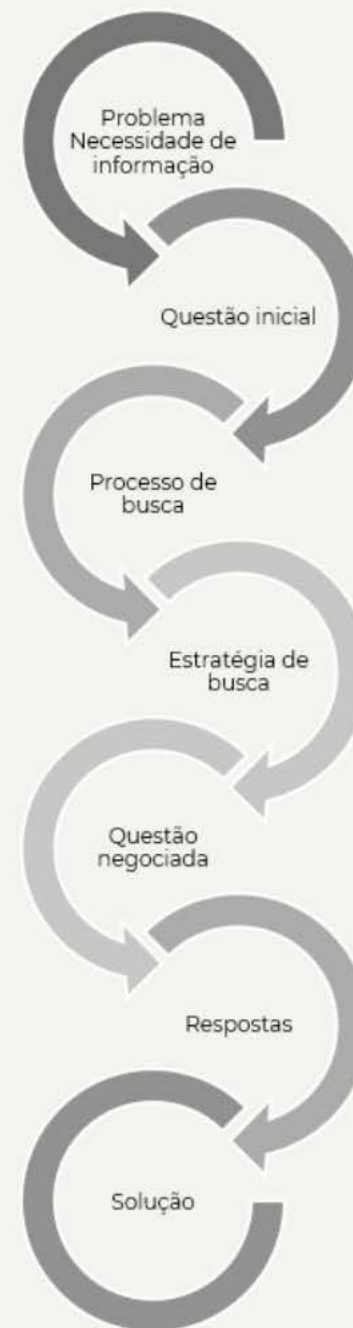 Problema
Necessidade de
informação
Questão inicial
Processo de
busca
Estratégia de
busca
Questão
negociada
Respostas
Solução